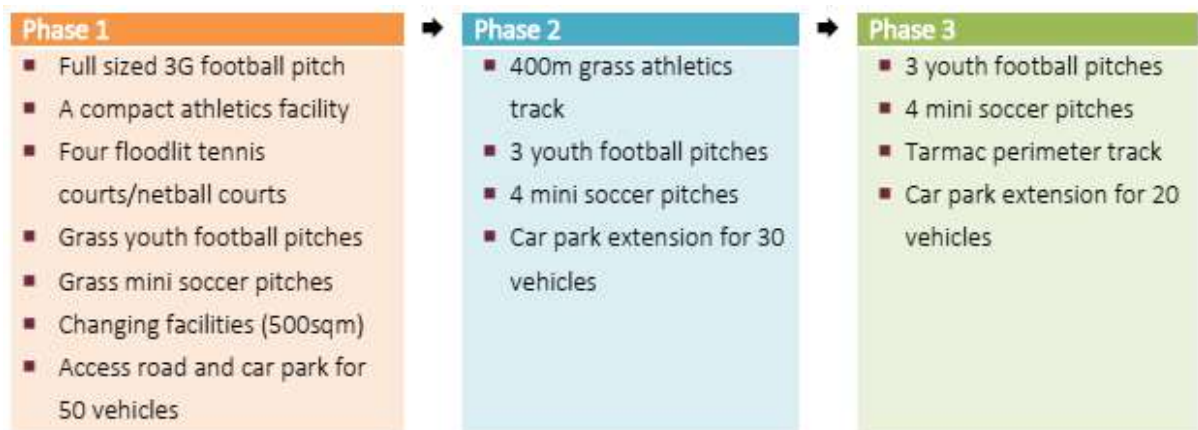 Phase 1
Full sized 3G football pitch
A compact athletics facility
Four floodlit tennis
courts/netball courts
Grass youth football pitches
Grass mini soccer pitches
Changing facilities (500sqm)
Access road and car park for
50 vehicles
Phase 2
400m grass athletics
track
3 youth football pitches
4 mini soccer pitches
Car park extension for 30
vehicles
Phase 3
3 youth football pitches
4 mini soccer pitches
Tarmac perimeter track
Car park extension for 20
vehicles